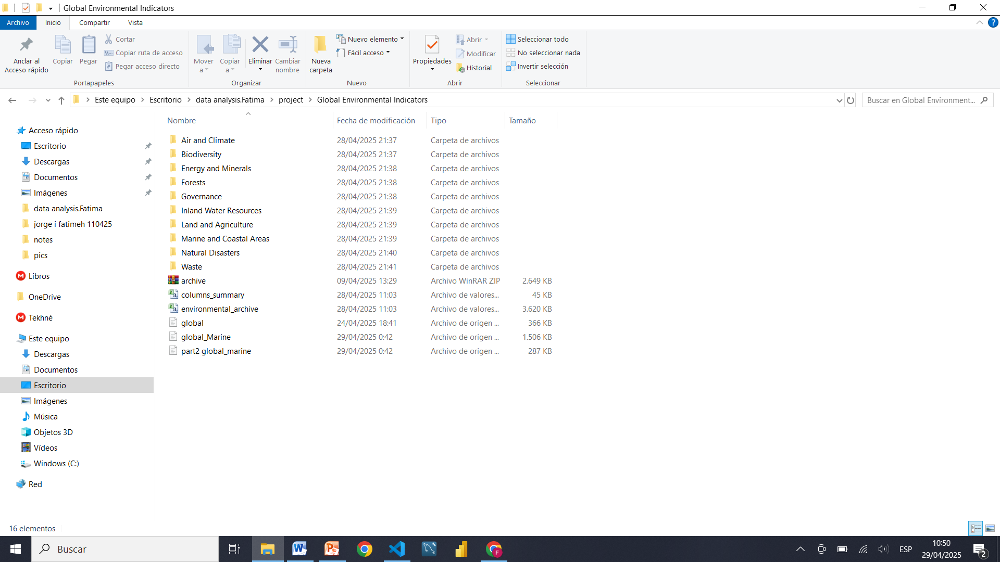 Global Environmental Indicators
Archivo Inicio Compartir Vista
Anclar al Acceso rápido
Copiar
Pegar
Cortar
Copiar ruta de acceso
Pegar acceso directo
Portapapeles
Mover a
Copiar a
Eliminar
Cambiar nombre
Organizar
Nueva carpeta
Nuevo elemento
Fácil acceso
Nuevo
Propiedades
Abrir
Modificar
Historial
Abrir
Seleccionar todo
No seleccionar nada
Invertir selección
Seleccionar
Este equipo > Escritorio > data analysis.Fatima > project > Global Environmental Indicators
Buscar en Global Environment...
Acceso rápido
Escritorio
Descargas
Documentos
Imágenes
data analysis.Fatima
jorge i fatimeh 110425
notes
pics
Libros
OneDrive
Tekhné
Este equipo
Descargas
Documentos
Escritorio
Imágenes
Música
Objetos 3D
Vídeos
Windows (C:)
Red
Nombre Fecha de modificación Tipo Tamaño
Air and Climate 28/04/2025 21:37 Carpeta de archivos
Biodiversity 28/04/2025 21:37 Carpeta de archivos
Energy and Minerals 28/04/2025 21:38 Carpeta de archivos
Forests 28/04/2025 21:38 Carpeta de archivos
Governance 28/04/2025 21:38 Carpeta de archivos
Inland Water Resources 28/04/2025 21:39 Carpeta de archivos
Land and Agriculture 28/04/2025 21:39 Carpeta de archivos
Marine and Coastal Areas 28/04/2025 21:39 Carpeta de archivos
Natural Disasters 28/04/2025 21:40 Carpeta de archivos
Waste 28/04/2025 21:41 Carpeta de archivos
archive 09/04/2025 13:29 Archivo WinRAR ZIP 2.649 KB
columns_summary 28/04/2025 11:03 Archivo de valores... 45 KB
environmental_archive 28/04/2025 11:03 Archivo de valores... 3.620 KB
global 24/04/2025 18:41 Archivo de origen ... 366 KB
global_Marine 29/04/2025 0:42 Archivo de origen ... 1.506 KB
part2 global_marine 29/04/2025 0:42 Archivo de origen ... 287 KB
16 elementos
Buscar
ESP
10:50
29/04/2025
2